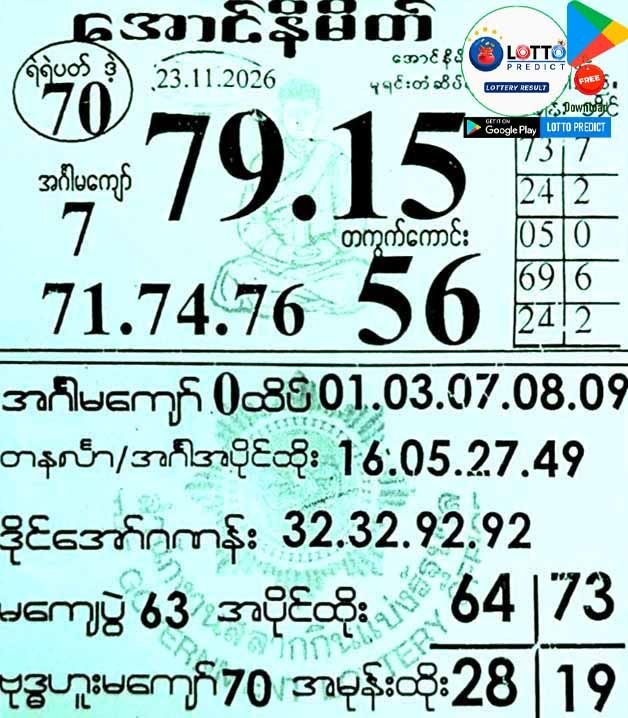 အောင်နိမိတ်
ရဲရဲပတ် ဒဲ့
70
23.11.2026
LOTTO
PREDICT
LOTTERY RESULT
FREE
Download
GET IT ON
Google Play
LOTTO PREDICT
79.15
အင်္ဂါမကျော်
7
တကွက်ကောင်း
71.74.76
56
73 7
24 2
05 0
69 6
24 2
အင်္ဂါမကျော် 0ထိပ် 01.03.07.08.09
တနင်္လာ/အင်္ဂါအပိုင်ထိုး 16.05.27.49
ဒိုင်အော်ဂဏန်း 32.32.92.92
မကျေပွဲ 63 အပိုင်ထိုး 64 73
ဗုဒ္ဓဟူးမကျော် 70 အမှန်းထိုး 28 19